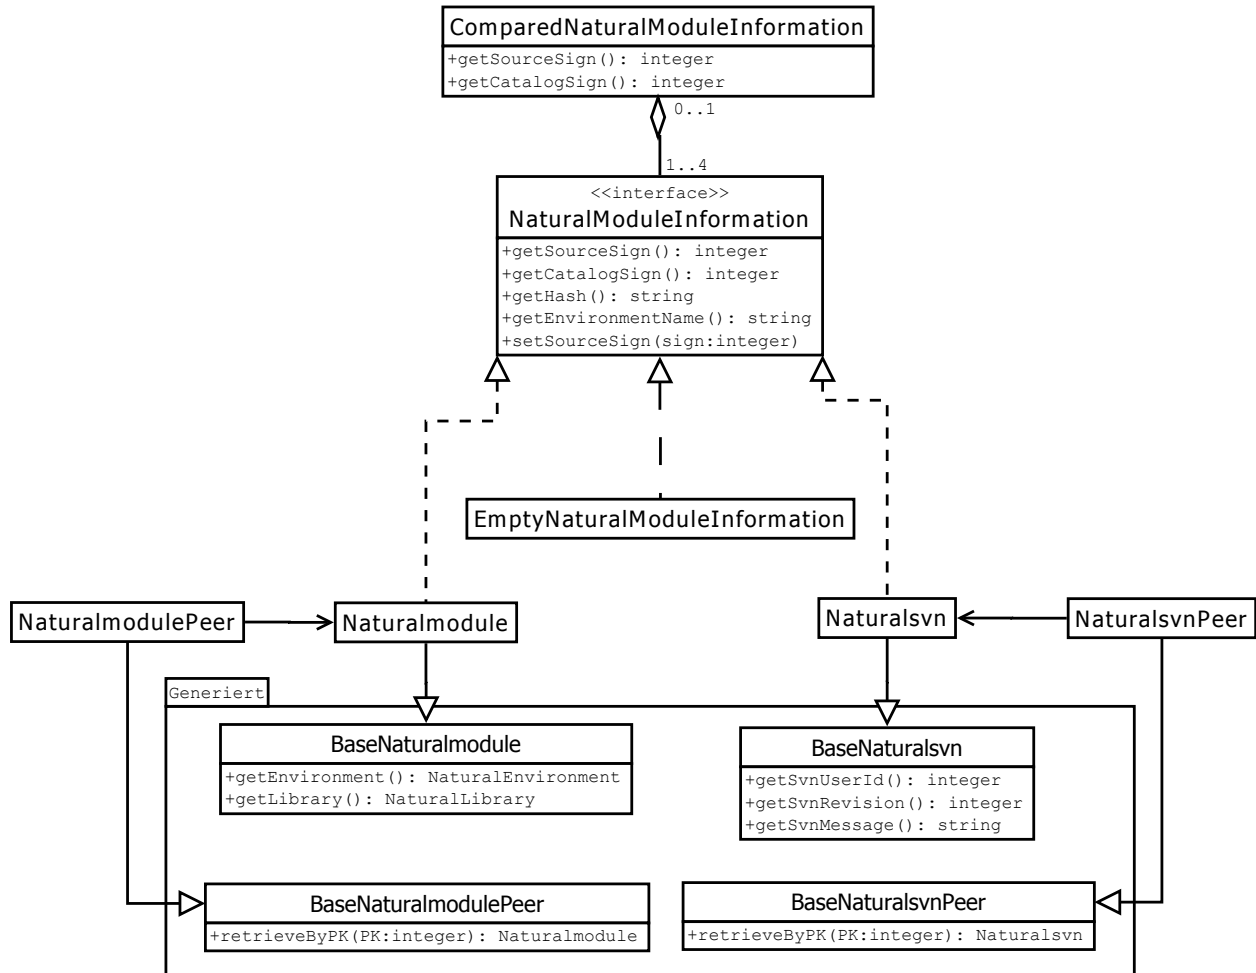 ComparedNaturalModuleInformation
+getSourceSign(): integer
+getCatalogSign(): integer
0..1
1..4
<<interface>>
NaturalModuleInformation
+getSourceSign(): integer
+getCatalogSign(): integer
+getHash(): string
+getEnvironmentName(): string
+setSourceSign(sign:integer)
EmptyNaturalModuleInformation
NaturalmodulePeer
Naturalmodule
Naturalsvn
NaturalsvnPeer
Generiert
BaseNaturalmodule
+getEnvironment(): NaturalEnvironment
+getLibrary(): NaturalLibrary
BaseNaturalsvn
+getSvnUserId(): integer
+getSvnRevision(): integer
+getSvnMessage(): string
BaseNaturalmodulePeer
+retrieveByPK(PK:integer): Naturalmodule
BaseNaturalsvnPeer
+retrieveByPK(PK:integer): Naturalsvn